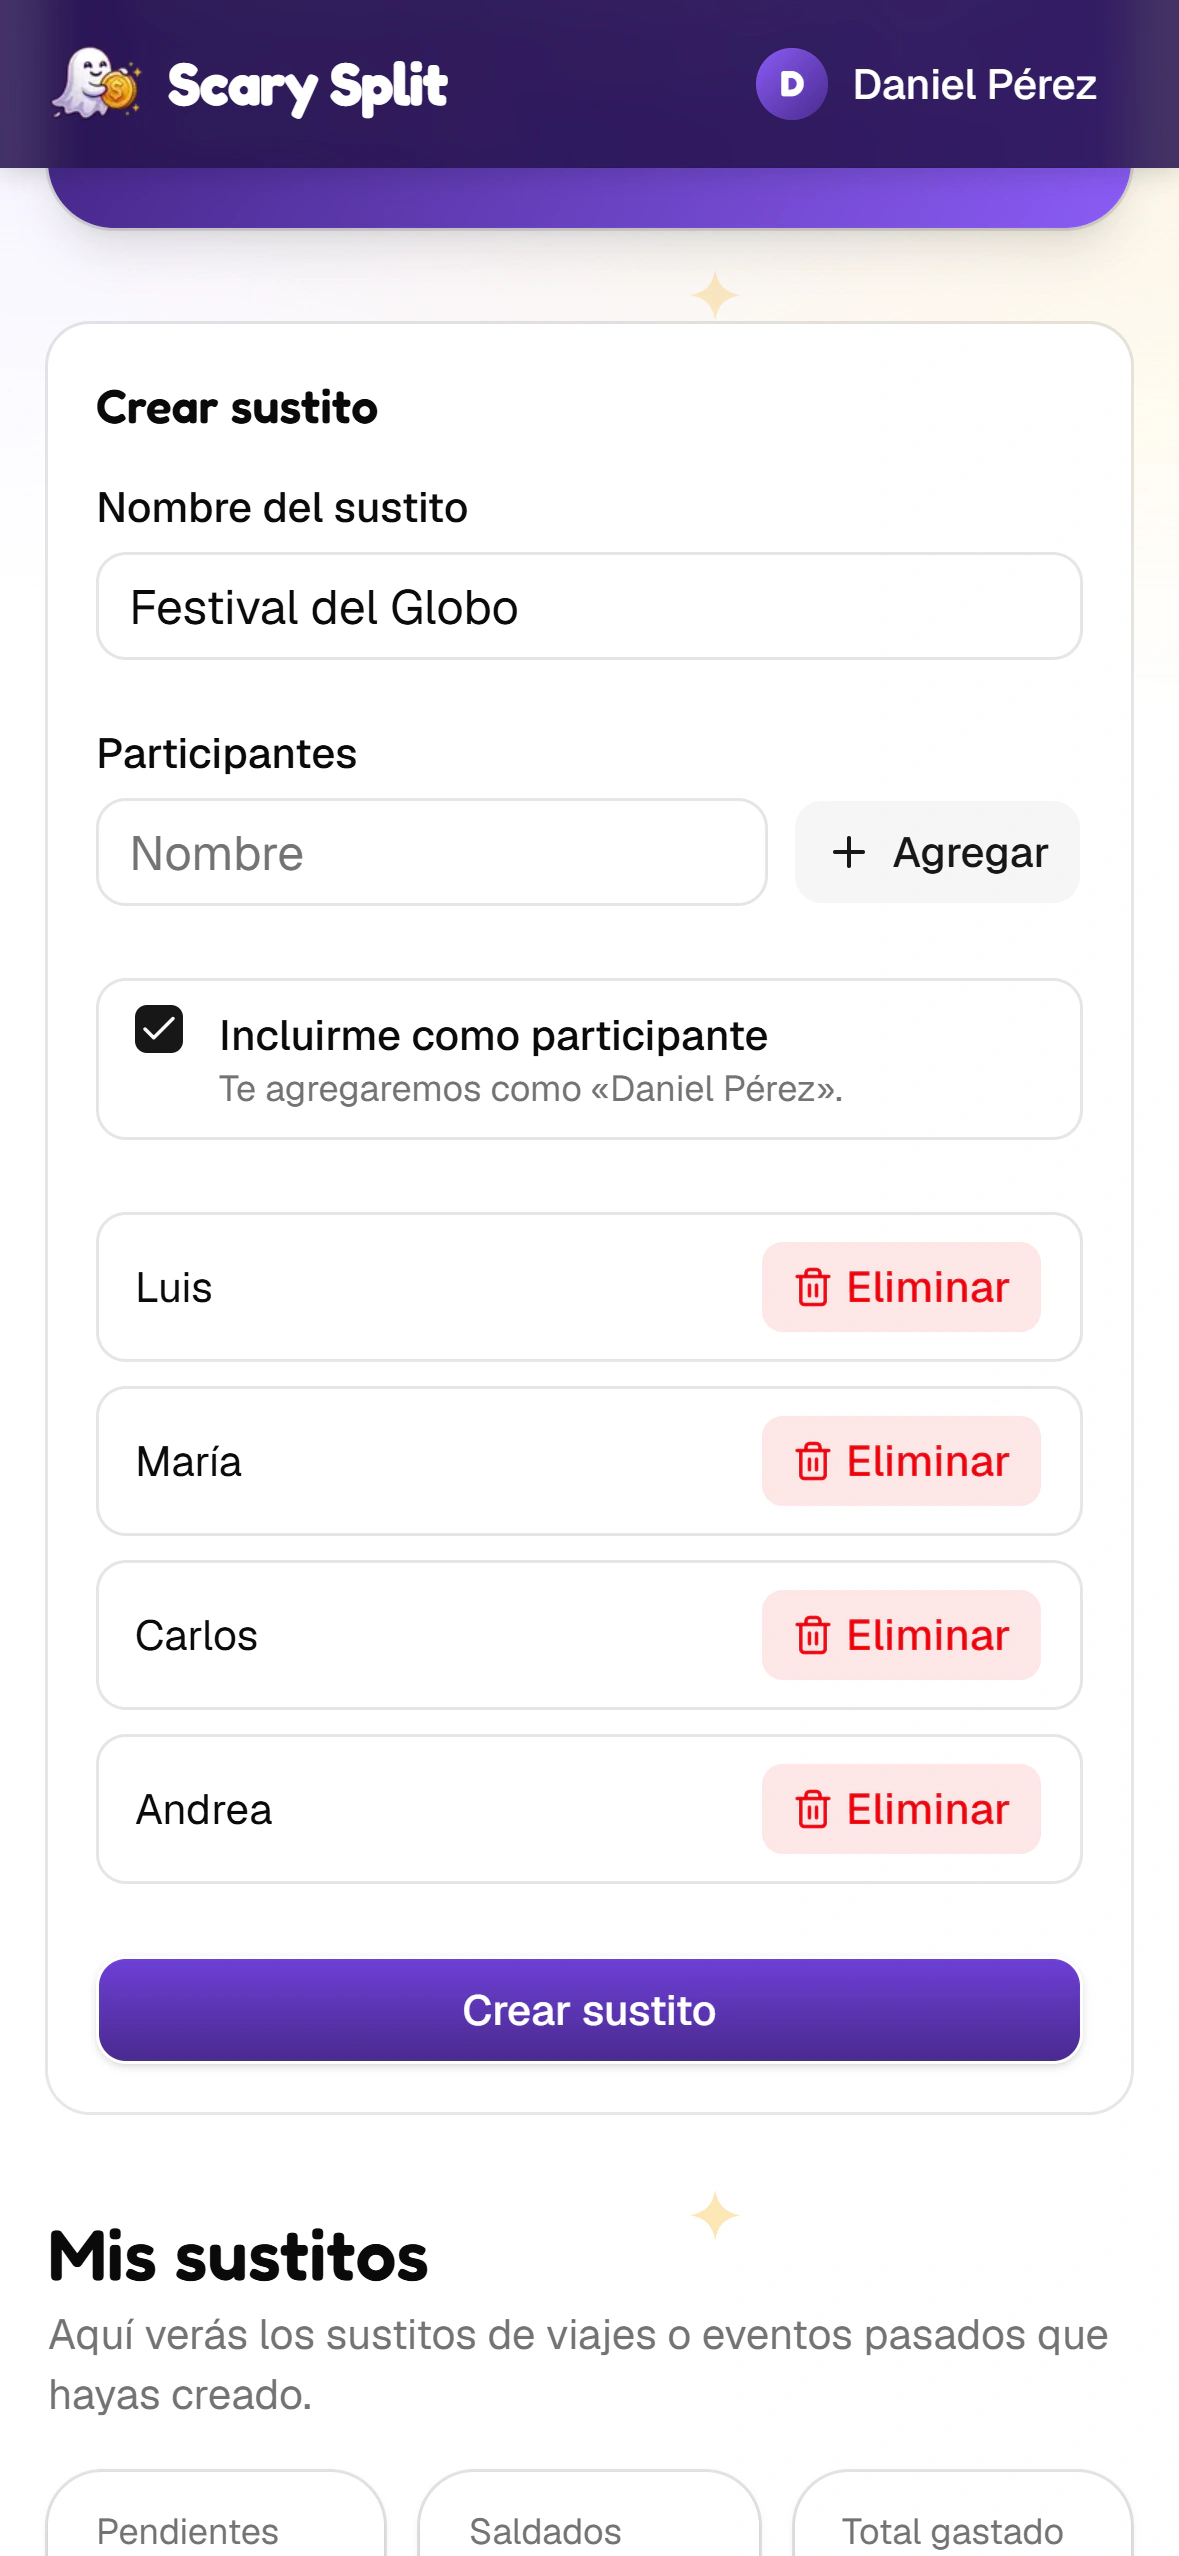 Scary Split
D
Daniel Pérez
Crear sustito
Nombre del sustito
Festival del Globo
Participantes
Nombre
Agregar
Incluirme como participante
Te agregaremos como «Daniel Pérez».
Luis
Eliminar
María
Eliminar
Carlos
Eliminar
Andrea
Eliminar
Crear sustito
Mis sustitos
Aquí verás los sustitos de viajes o eventos pasados que
hayas creado.
Pendientes
Saldados
Total gastado